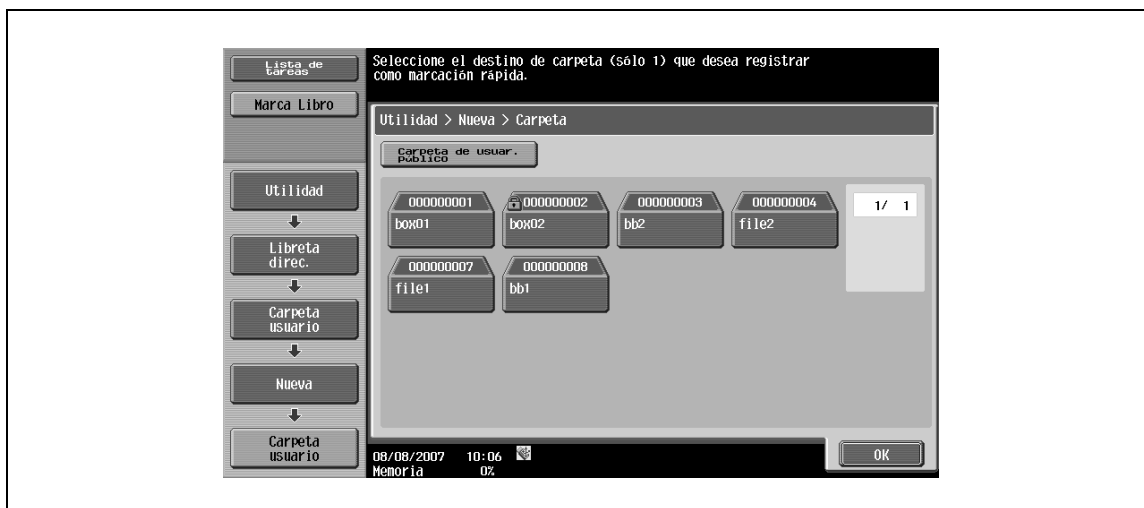 Lista de
tareas
Marca Libro
Utilidad
Libreta
direc.
Carpeta
usuario
Nueva
Carpeta
usuario
Seleccione el destino de carpeta (sólo 1) que desea registrar
como marcación rápida.
Utilidad > Nueva > Carpeta
Carpeta de usuar.
Público
000000001
box01
000000002
box02
000000003
bb2
000000004
file2
1/ 1
000000007
file1
000000008
bb1
08/08/2007 10:06
Memoria 0%
OK